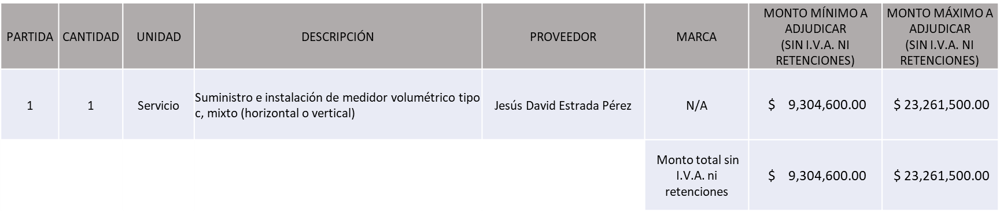 PARTIDA
CANTIDAD
UNIDAD
DESCRIPCIÓN
PROVEEDOR
MARCA
MONTO MÍNIMO A
ADJUDICAR
(SIN I.V.A. NI
RETENCIONES)
MONTO MÁXIMO A
ADJUDICAR
(SIN I.V.A. NI
RETENCIONES)
1
1
Servicio
Suministro e instalación de medidor volumétrico tipo
c, mixto (horizontal o vertical)
Jesús David Estrada Pérez
N/A
$ 9,304,600.00
$ 23,261,500.00
Monto total sin
I.V.A. ni
retenciones
$ 9,304,600.00
$ 23,261,500.00